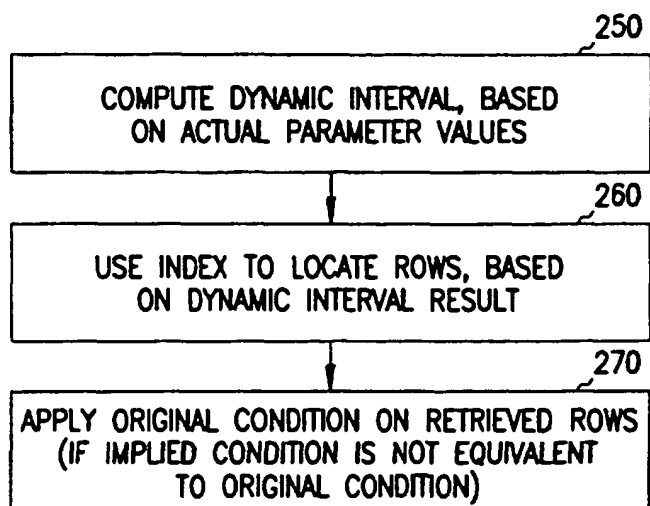 250
COMPUTE DYNAMIC INTERVAL, BASED
ON ACTUAL PARAMETER VALUES
260
USE INDEX TO LOCATE ROWS, BASED
ON DYNAMIC INTERVAL RESULT
270
APPLY ORIGINAL CONDITION ON RETRIEVED ROWS
(IF IMPLIED CONDITION IS NOT EQUIVALENT
TO ORIGINAL CONDITION)